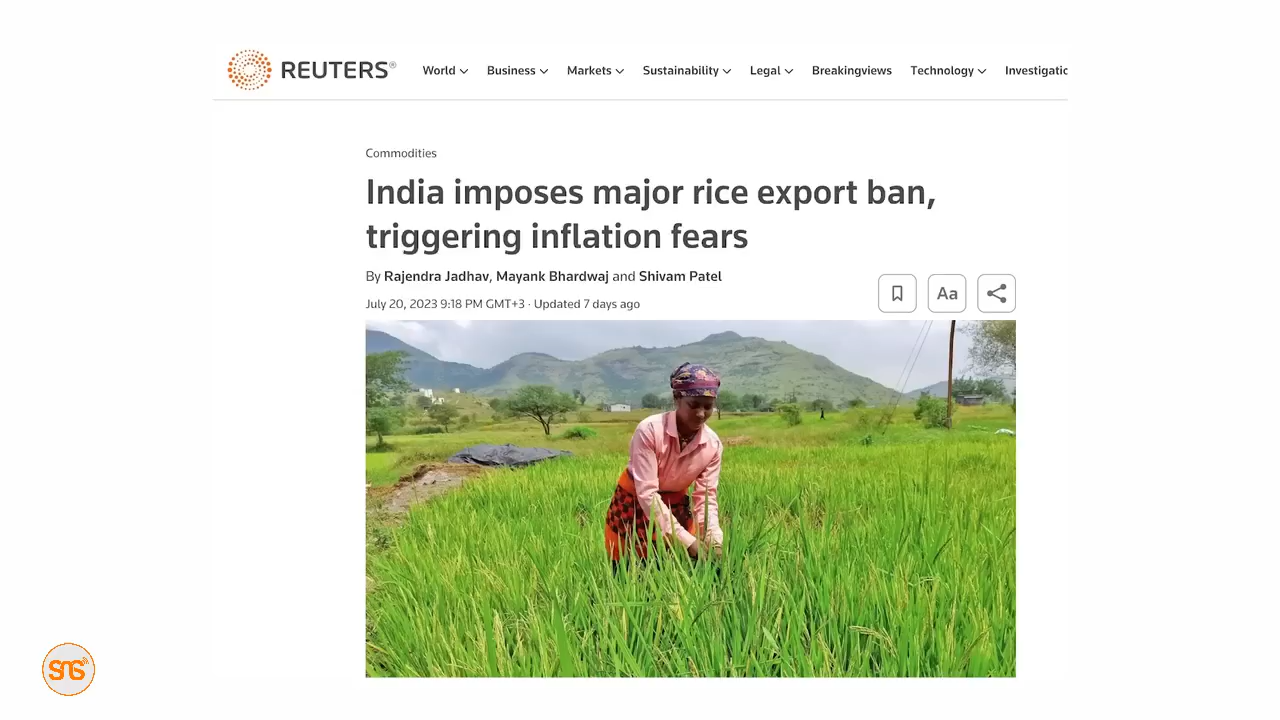 REUTERS®
World Business Markets Sustainability Legal Breakingviews Technology Investigatic
Commodities
India imposes major rice export ban,
triggering inflation fears
By Rajendra Jadhav, Mayank Bhardwaj and Shivam Patel
July 20, 2023 9:18 PM GMT+3 · Updated 7 days ago
Aa
SNS